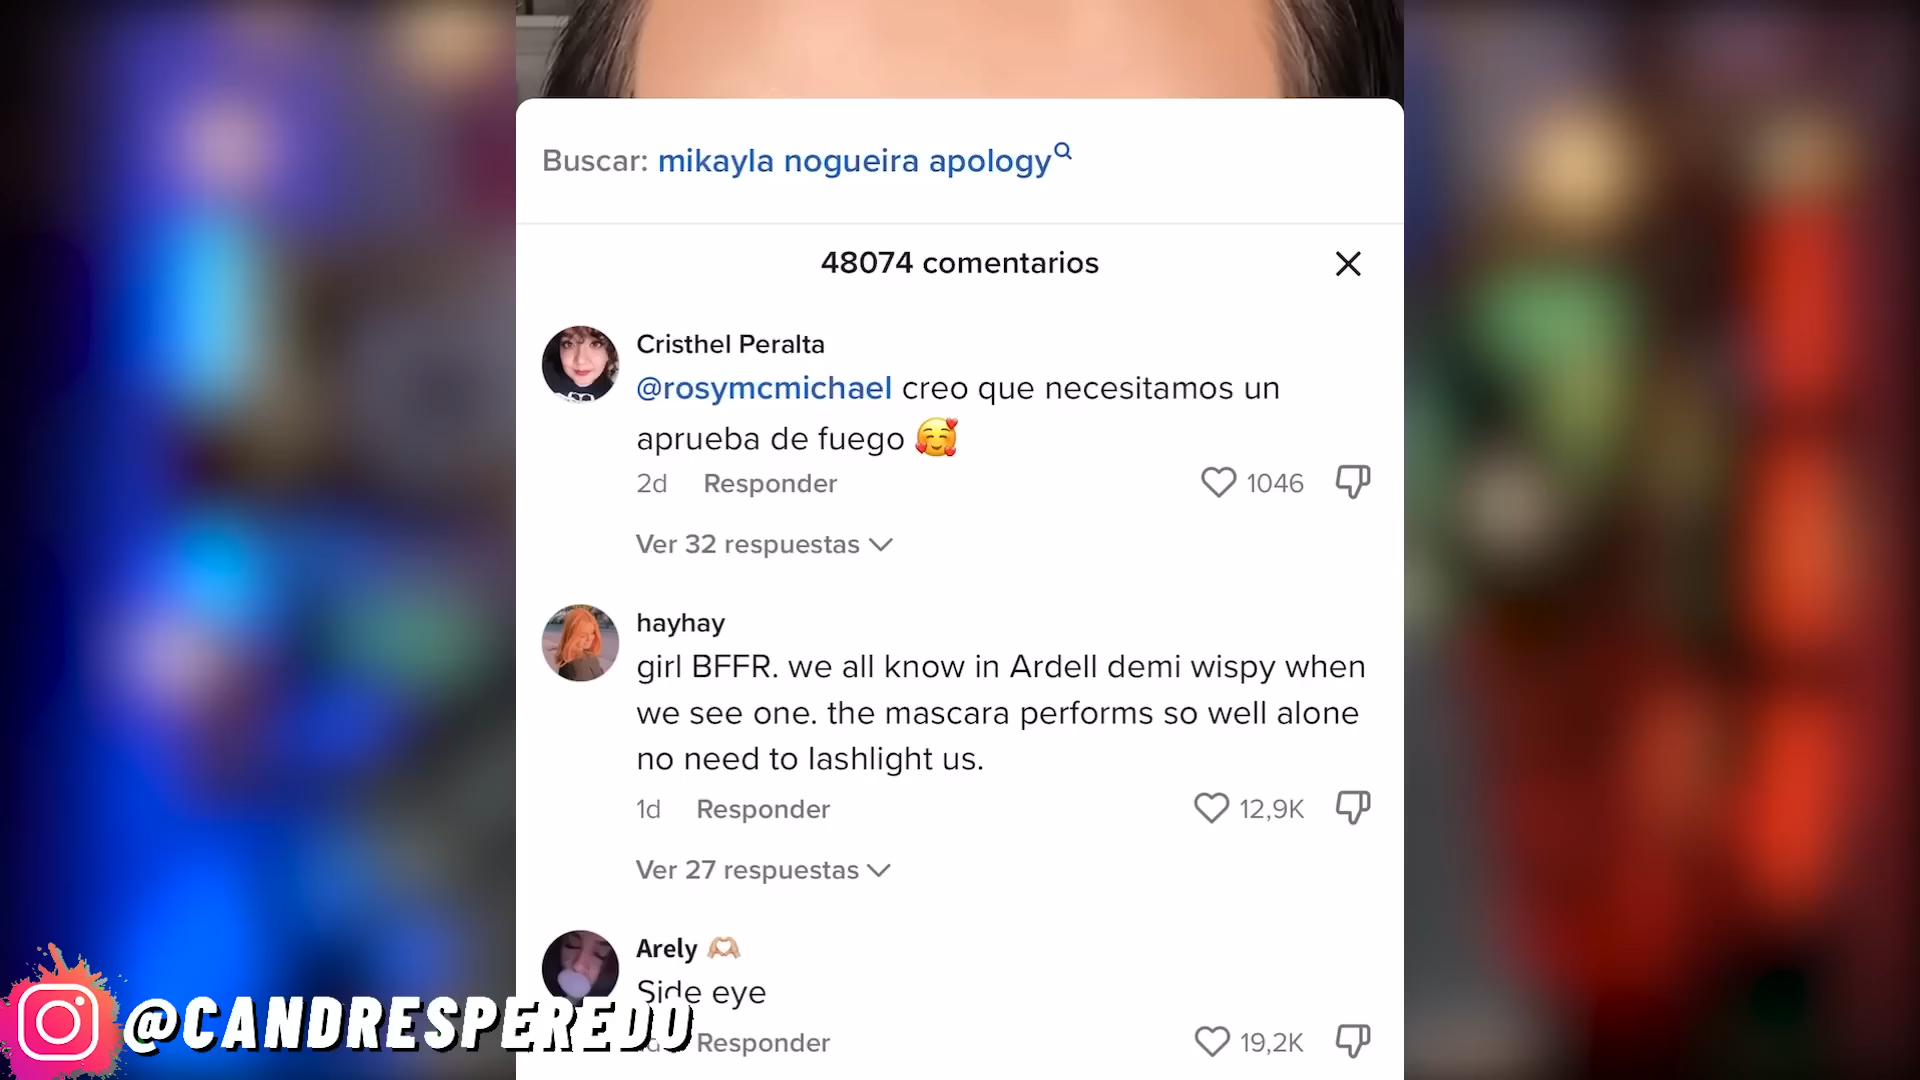 Buscar: mikayla nogueira apology
48074 comentarios
Cristhel Peralta
@rosymcmichael creo que necesitamos un
aprueba de fuego 🥰
2d Responder 1046
Ver 32 respuestas
hayhay
girl BFFR. we all know in Ardell demi wispy when
we see one. the mascara performs so well alone
no need to lashlight us.
1d Responder 12,9K
Ver 27 respuestas
Arely 🫶🏼
Side eye
Responder 19,2K
@CANDRESPEREDO